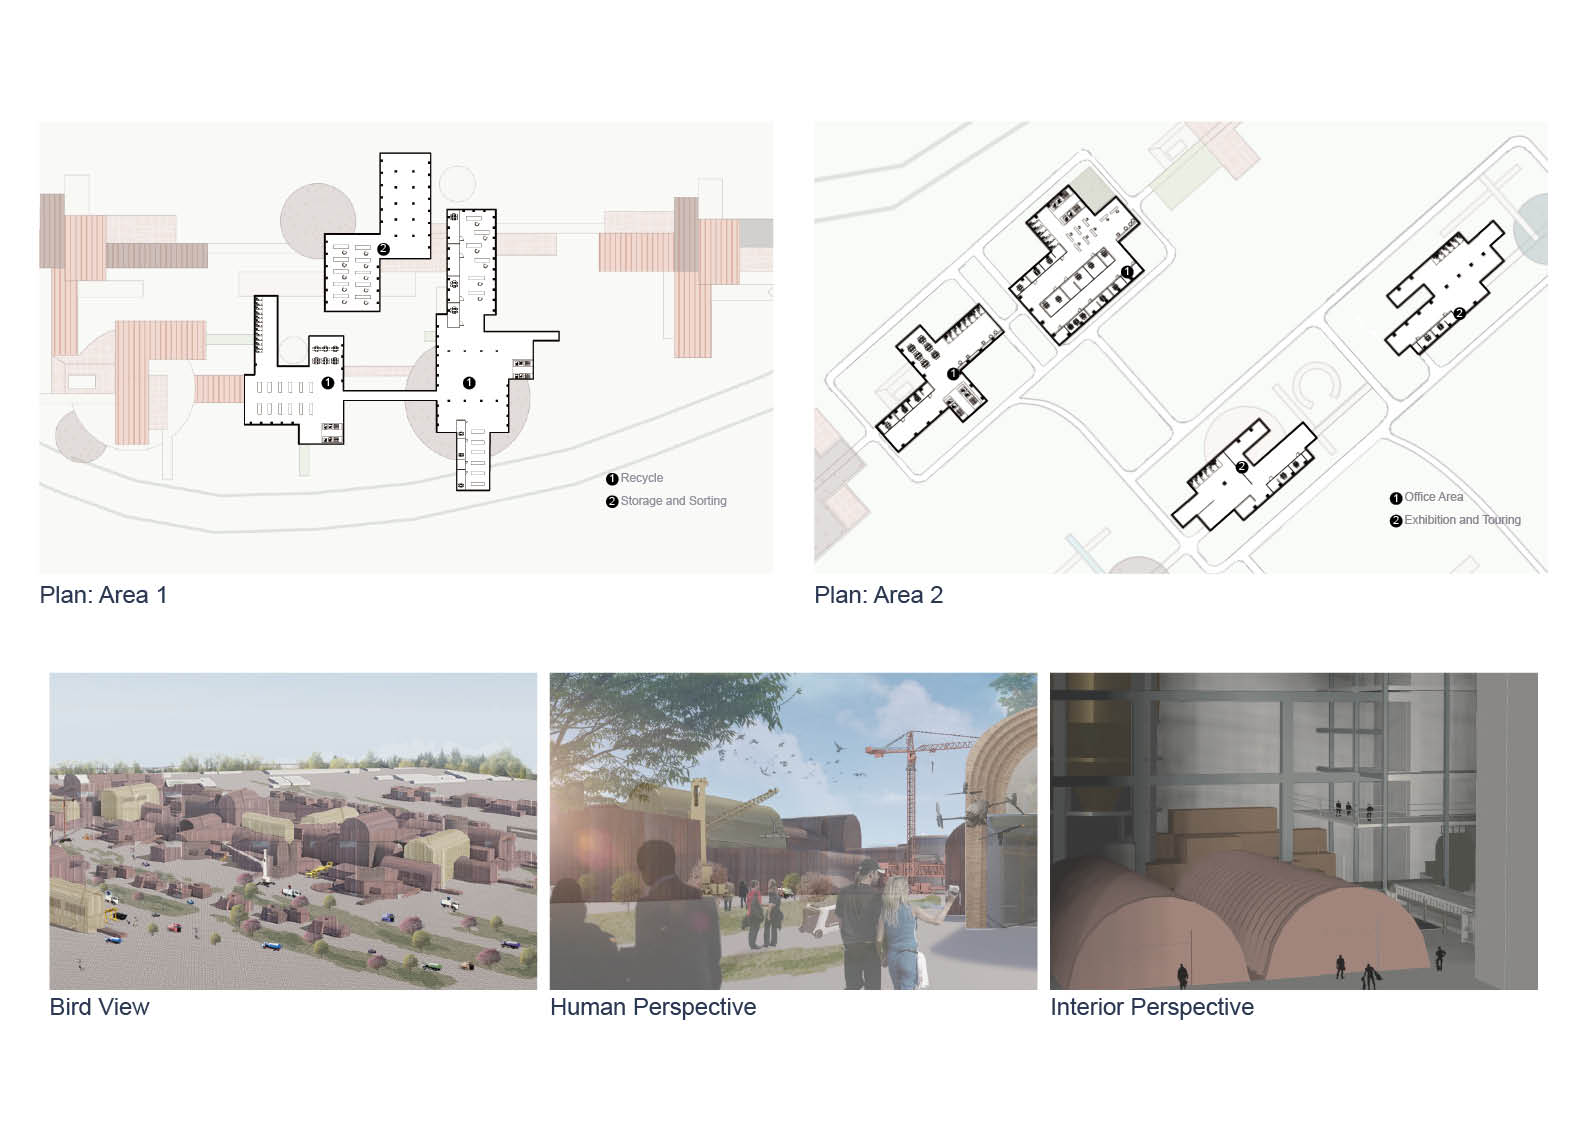 2
1
1
1 Recycle
2 Storage and Sorting
Plan: Area 1
1
1
2
2
1 Office Area
2 Exhibition and Touring
Plan: Area 2
Bird View
Human Perspective
Interior Perspective